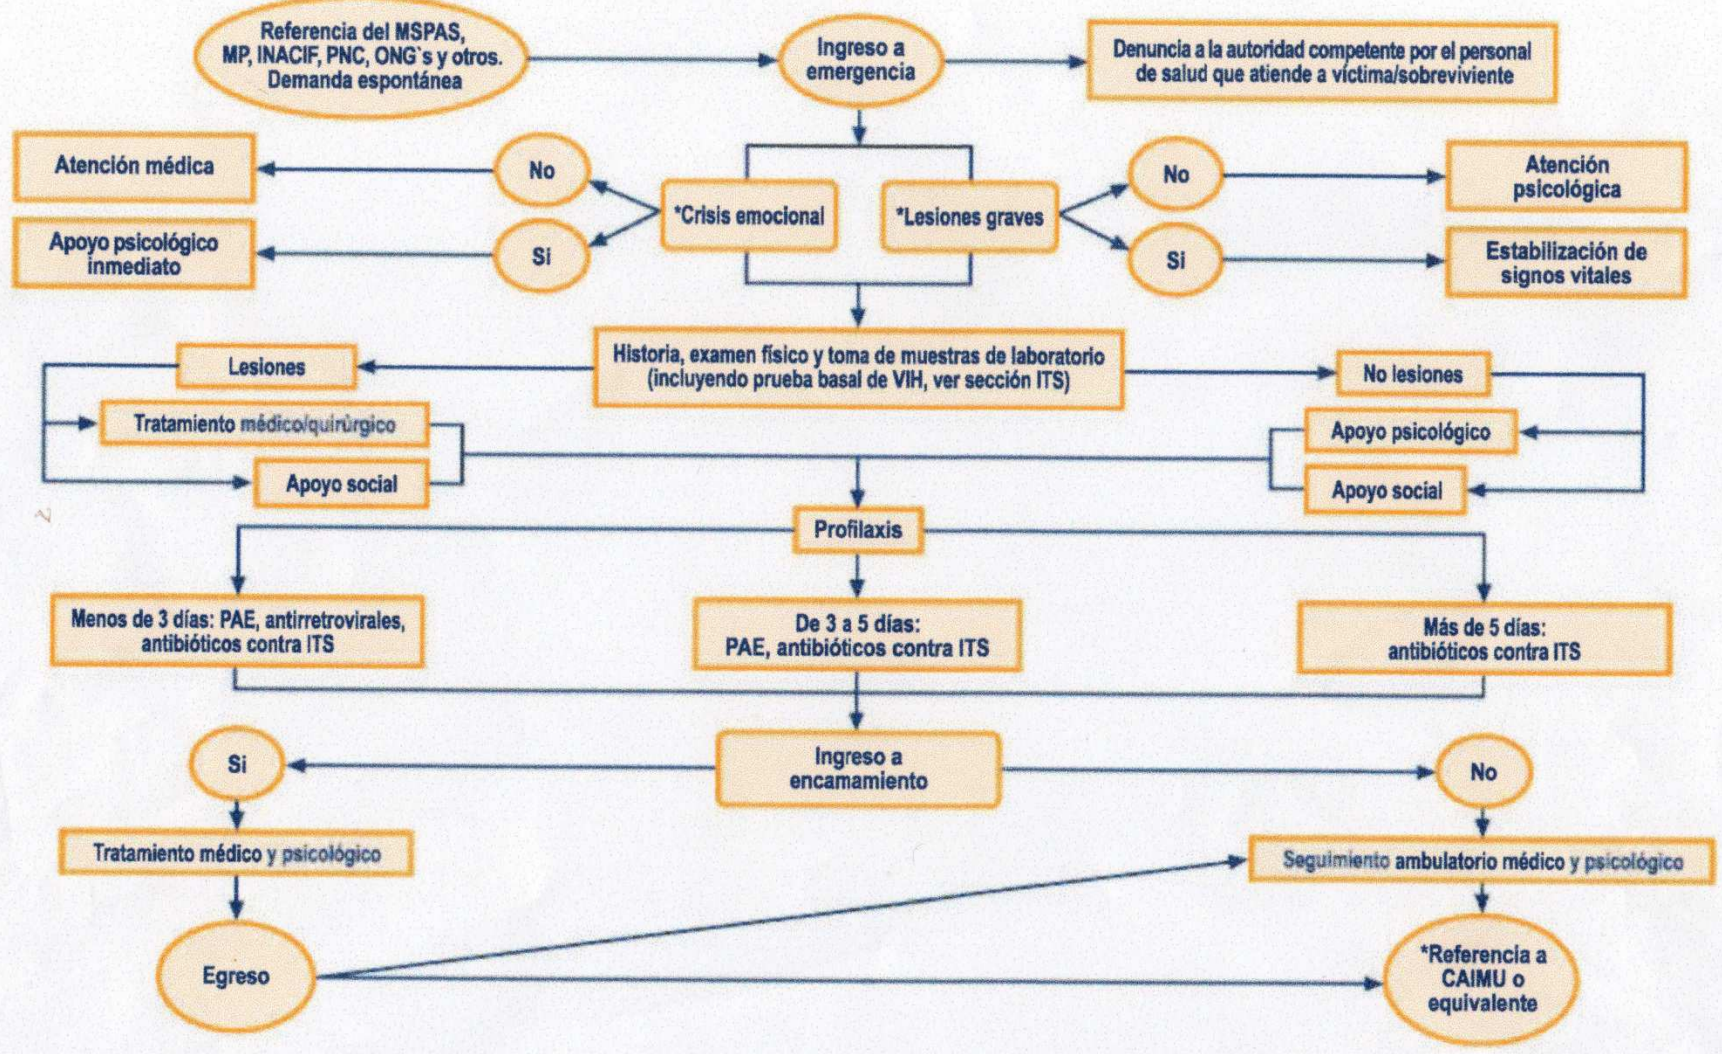 Referencia del MSPAS,
MP, INACIF, PNC, ONG`s y otros.
Demanda espontánea
Ingreso a
emergencia
Denuncia a la autoridad competente por el personal
de salud que atiende a víctima/sobreviviente
Atención médica
No
*Crisis emocional
*Lesiones graves
No
Atención
psicológica
Apoyo psicológico
inmediato
Si
Si
Estabilización de
signos vitales
Historia, examen físico y toma de muestras de laboratorio
(incluyendo prueba basal de VIH, ver sección ITS)
Lesiones
No lesiones
Tratamiento médico/quirúrgico
Apoyo psicológico
Apoyo social
Apoyo social
Profilaxis
Menos de 3 días: PAE, antirretrovirales,
antibióticos contra ITS
De 3 a 5 días:
PAE, antibióticos contra ITS
Más de 5 días:
antibióticos contra ITS
Si
Ingreso a
encamamiento
No
Tratamiento médico y psicológico
Seguimiento ambulatorio médico y psicológico
Egreso
*Referencia a
CAIMU o
equivalente